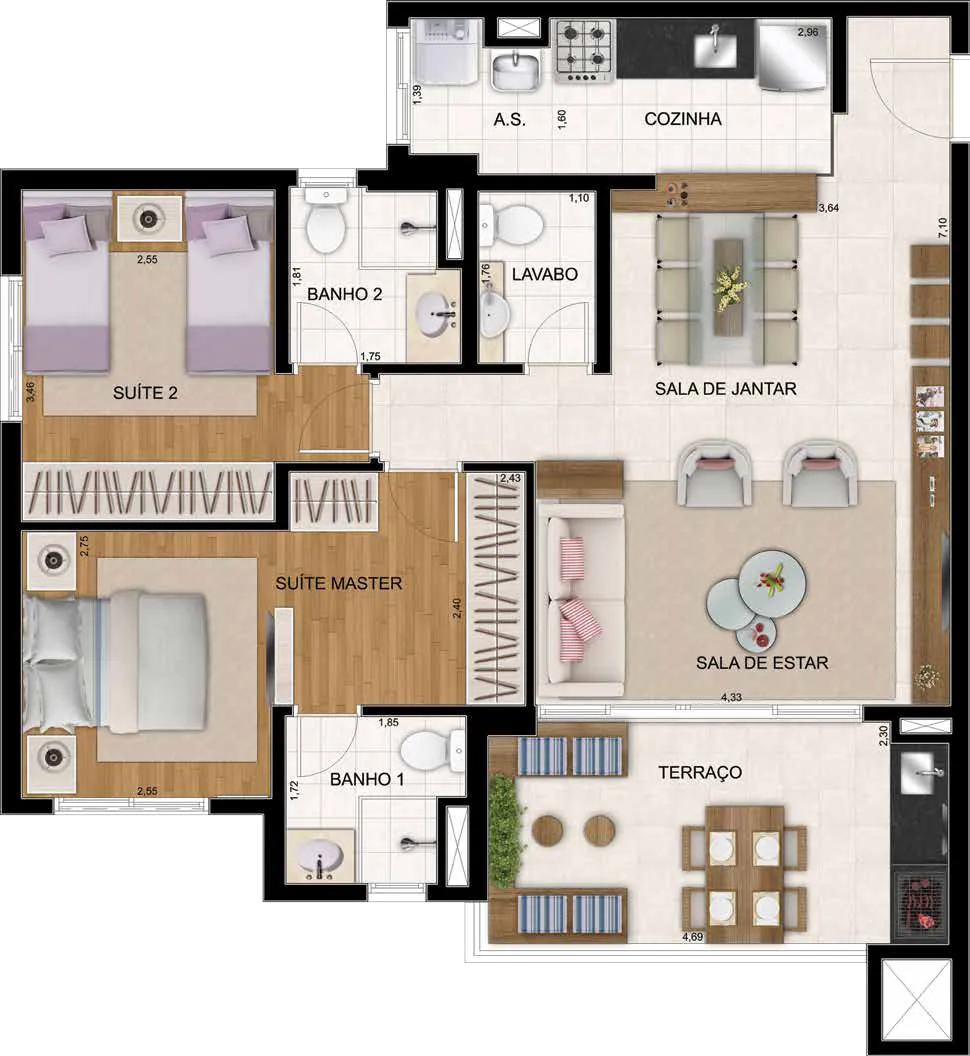 2,96
1,39
A.S.
1,60
COZINHA
1,10
3,64
7,10
2,55
1,81
BANHO 2
1,76
LAVABO
1,75
3,46
SUÍTE 2
SALA DE JANTAR
2,43
2,75
SUÍTE MASTER
2,40
SALA DE ESTAR
4,33
1,85
2,30
BANHO 1
1,72
TERRAÇO
2,55
4,69